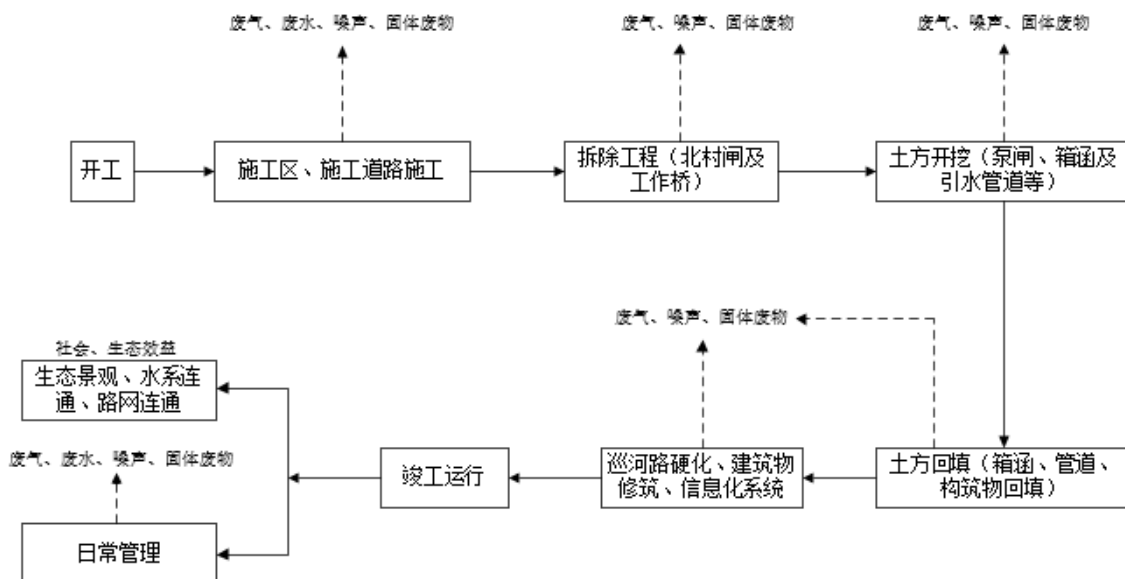 废气、废水、噪声、固体废物
废气、噪声、固体废物
废气、噪声、固体废物
开工
施工区、施工道路施工
拆除工程（北村闸及
工作桥）
土方开挖（泵闸、箱涵及
引水管道等）
废气、噪声、固体废物
社会、生态效益
生态景观、水系连
通、路网连通
废气、废水、噪声、固体废物
竣工运行
巡河路硬化、建筑物
修筑、信息化系统
土方回填（箱涵、管道、
构筑物回填）
日常管理